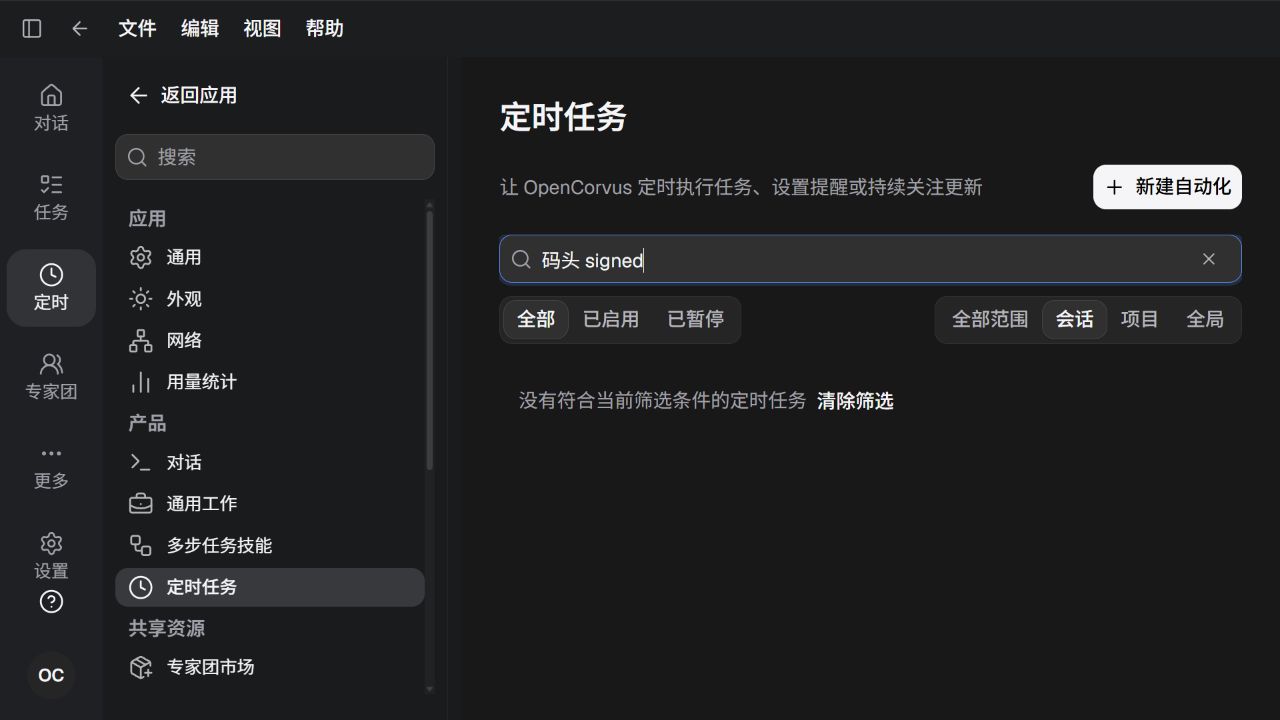 文件 编辑 视图 帮助
对话
任务
定时
专家团
更多
设置
OC
返回应用
搜索
应用
通用
外观
网络
用量统计
产品
对话
通用工作
多步任务技能
定时任务
共享资源
专家团市场
定时任务
让 OpenCorvus 定时执行任务、设置提醒或持续关注更新
新建自动化
码头 signed
全部 已启用 已暂停
全部范围 会话 项目 全局
没有符合当前筛选条件的定时任务 清除筛选